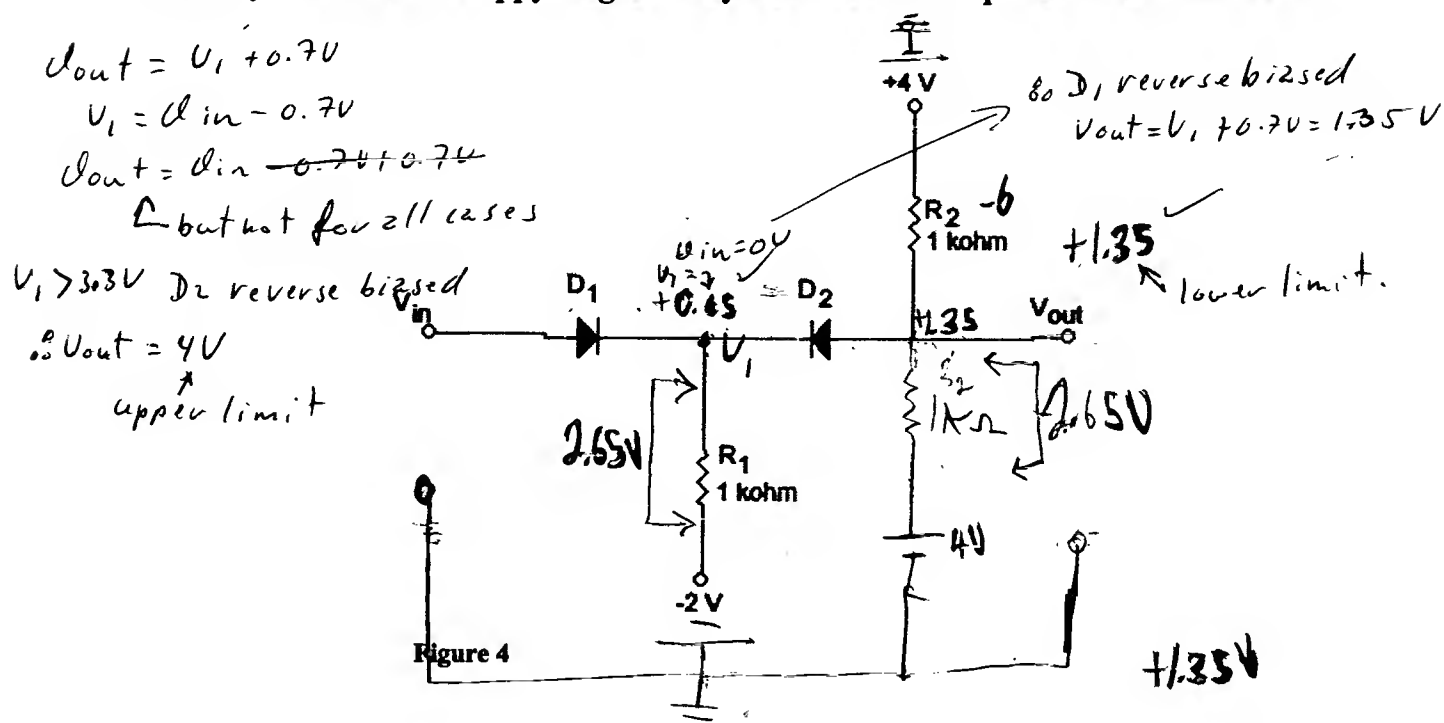 Vout = V1 + 0.7V
V1 = Vin - 0.7V
Vout = Vin - 0.7V + 0.7V
but not for all cases
V1 > 3.3V D2 reverse biased
∴ Vout = 4V
upper limit
+4 V
so D1 reverse biased
Vout = V1 + 0.7V = 1.35 V
R2 -6
1 kohm
+1.35 ✓
lower limit.
Vin = 0V
+0.65
D1
D2
Vin
V1
+1.35
Vout
1KΩ
2.65V
2.65V
R1
1 kohm
4V
-2 V
Figure 4
+1.35V